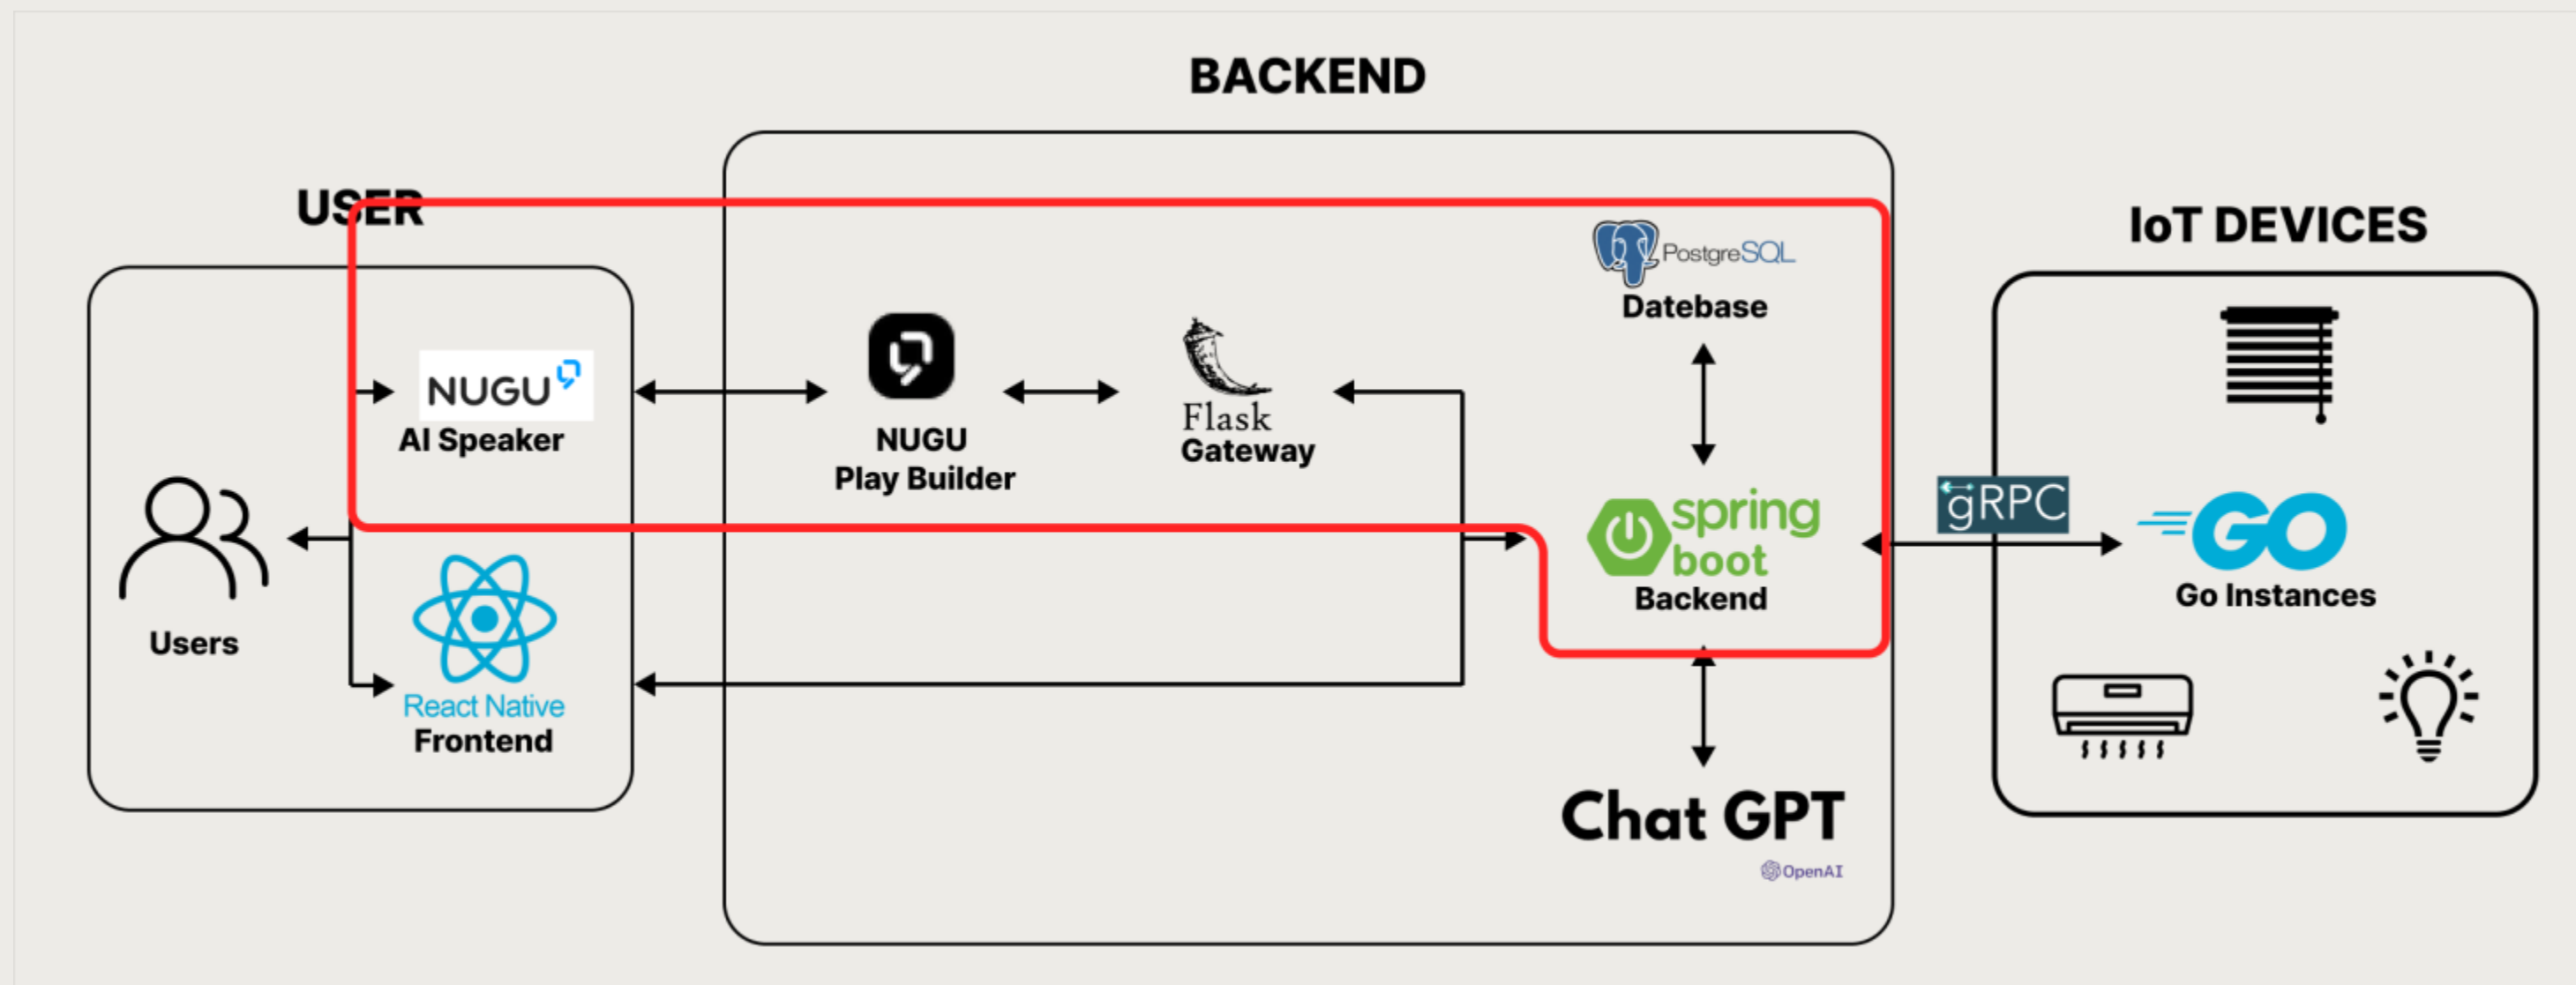 BACKEND
USER
IoT DEVICES
PostgreSQL
Datebase
NUGU
AI Speaker
NUGU
Play Builder
Flask
Gateway
spring
boot
Backend
gRPC
GO
Go Instances
Users
React Native
Frontend
Chat GPT
OpenAI